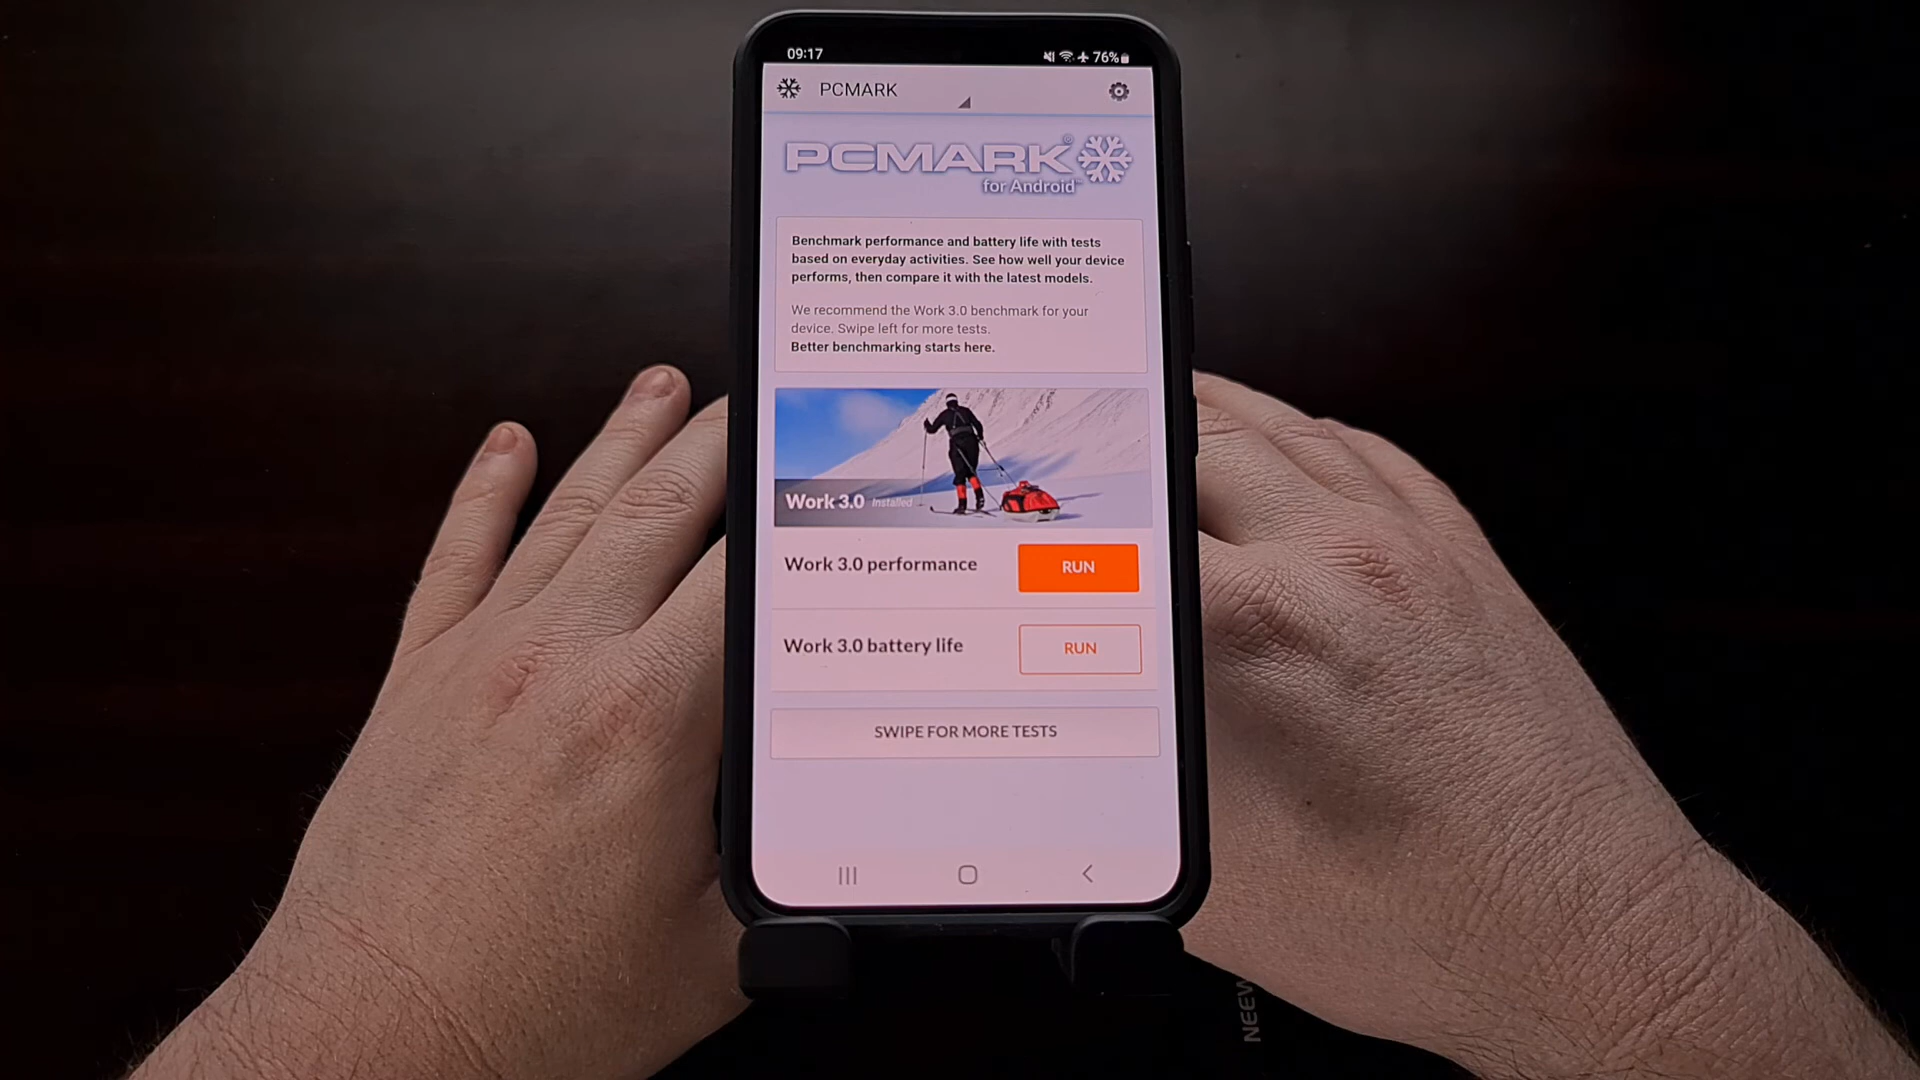 09:17
76%
PCMARK
PCMARK®
for Android™
Benchmark performance and battery life with tests
based on everyday activities. See how well your device
performs, then compare it with the latest models.
We recommend the Work 3.0 benchmark for your
device. Swipe left for more tests.
Better benchmarking starts here.
Work 3.0 Installed
Work 3.0 performance
RUN
Work 3.0 battery life
RUN
SWIPE FOR MORE TESTS
NEEW